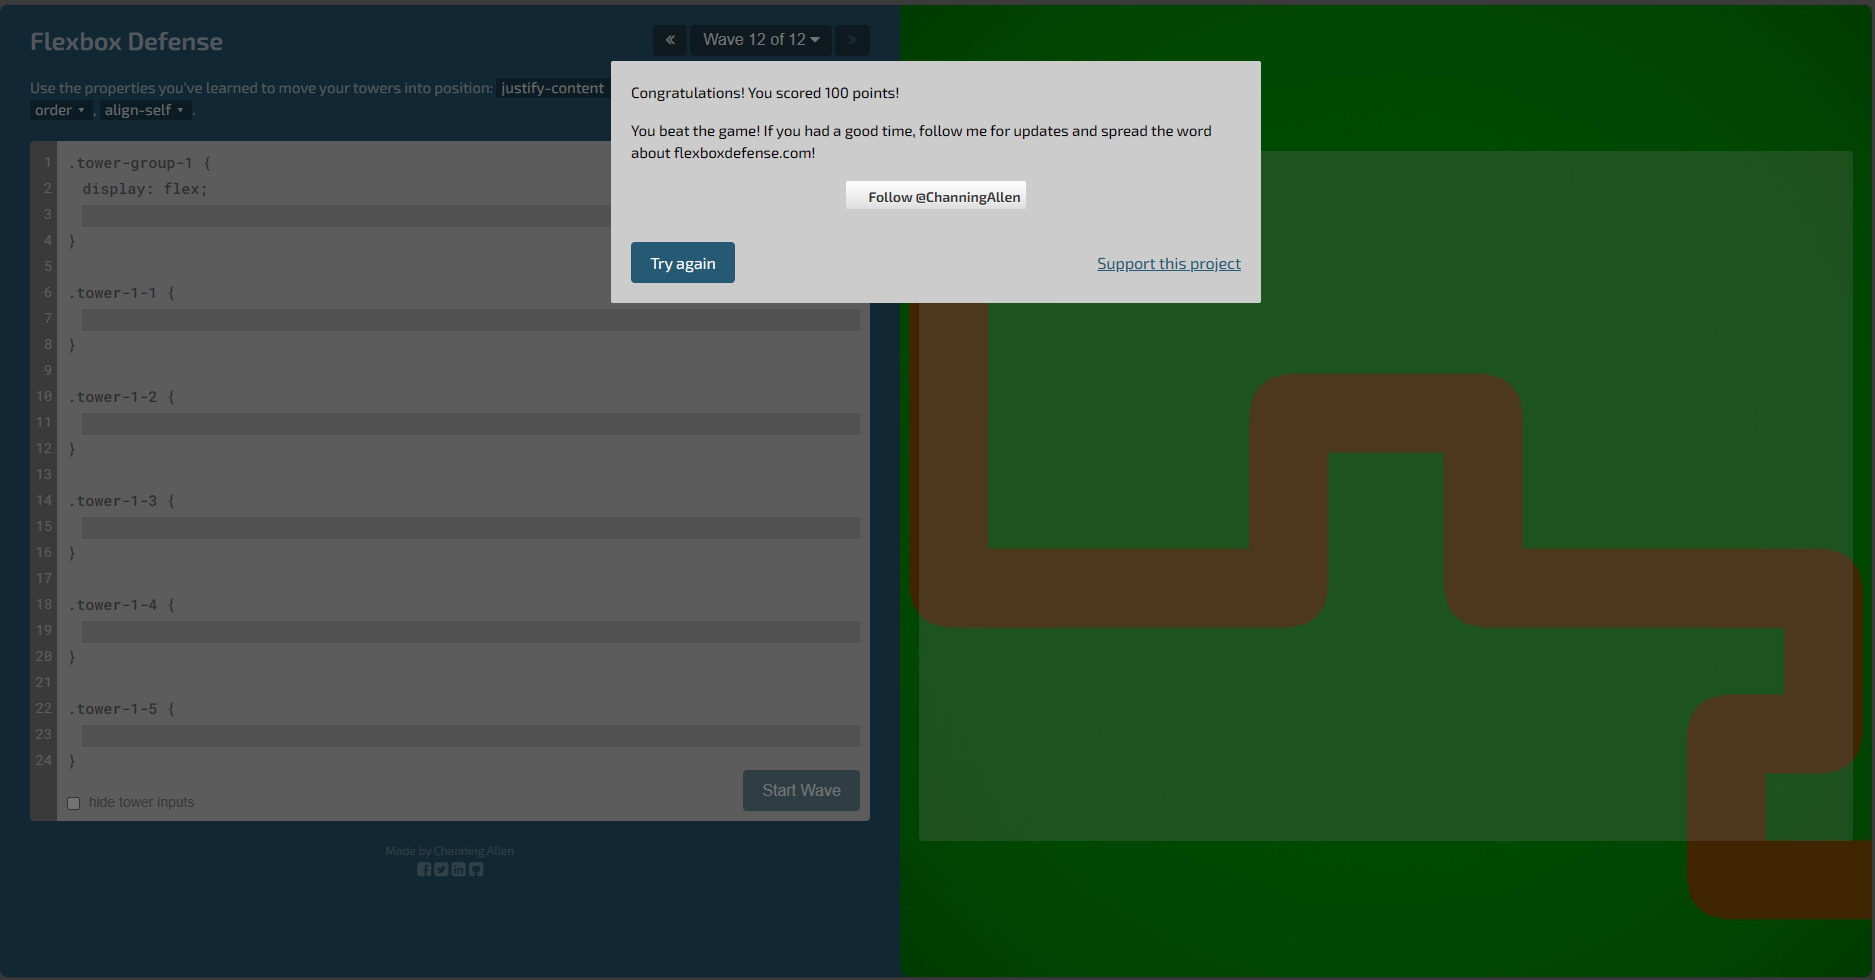 Flexbox Defense
«
Wave 12 of 12
»
Use the properties you've learned to move your towers into position: justify-content
order , align-self .
Congratulations! You scored 100 points!
You beat the game! If you had a good time, follow me for updates and spread the word
about flexboxdefense.com!
Follow @ChanningAllen
Try again
Support this project
1 .tower-group-1 {
2 display: flex;
3
4 }
5
6 .tower-1-1 {
7
8 }
9
10 .tower-1-2 {
11
12 }
13
14 .tower-1-3 {
15
16 }
17
18 .tower-1-4 {
19
20 }
21
22 .tower-1-5 {
23
24 }
hide tower inputs
Start Wave
Made by Channing Allen